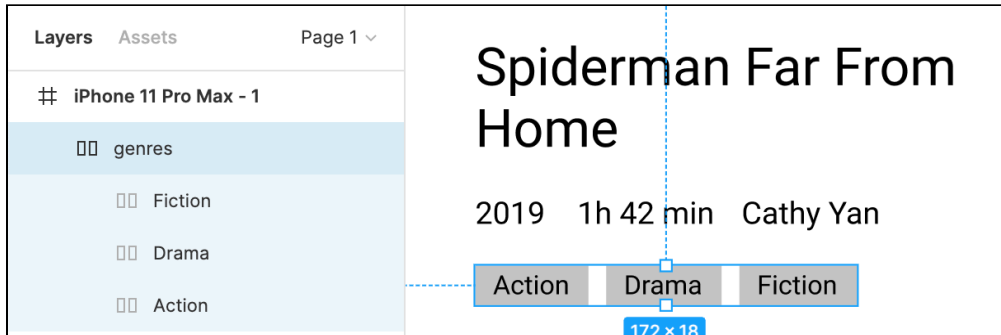 Layers Assets Page 1
iPhone 11 Pro Max - 1
genres
Fiction
Drama
Action
Spiderman Far From
Home
2019 1h 42 min Cathy Yan
Action Drama Fiction
172 × 18